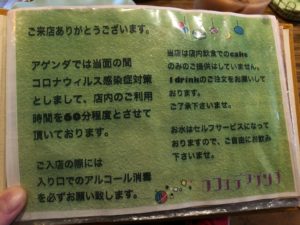 ご来店ありがとうございます。
アゲンダでは当面の間
コロナウィルス感染症対策
としまして、店内のご利用
時間を60分程度とさせて
頂いております。
ご入店の際には
入り口でのアルコール消毒
を必ずお願い致します。
当店は店内飲食でのcake
のみのご提供はしていません。
1drinkのご注文をお願いして
おります。
ご了承下さいませ。
お水はセルフサービスになって
おりますので、ご自由にお飲み
下さいませ。